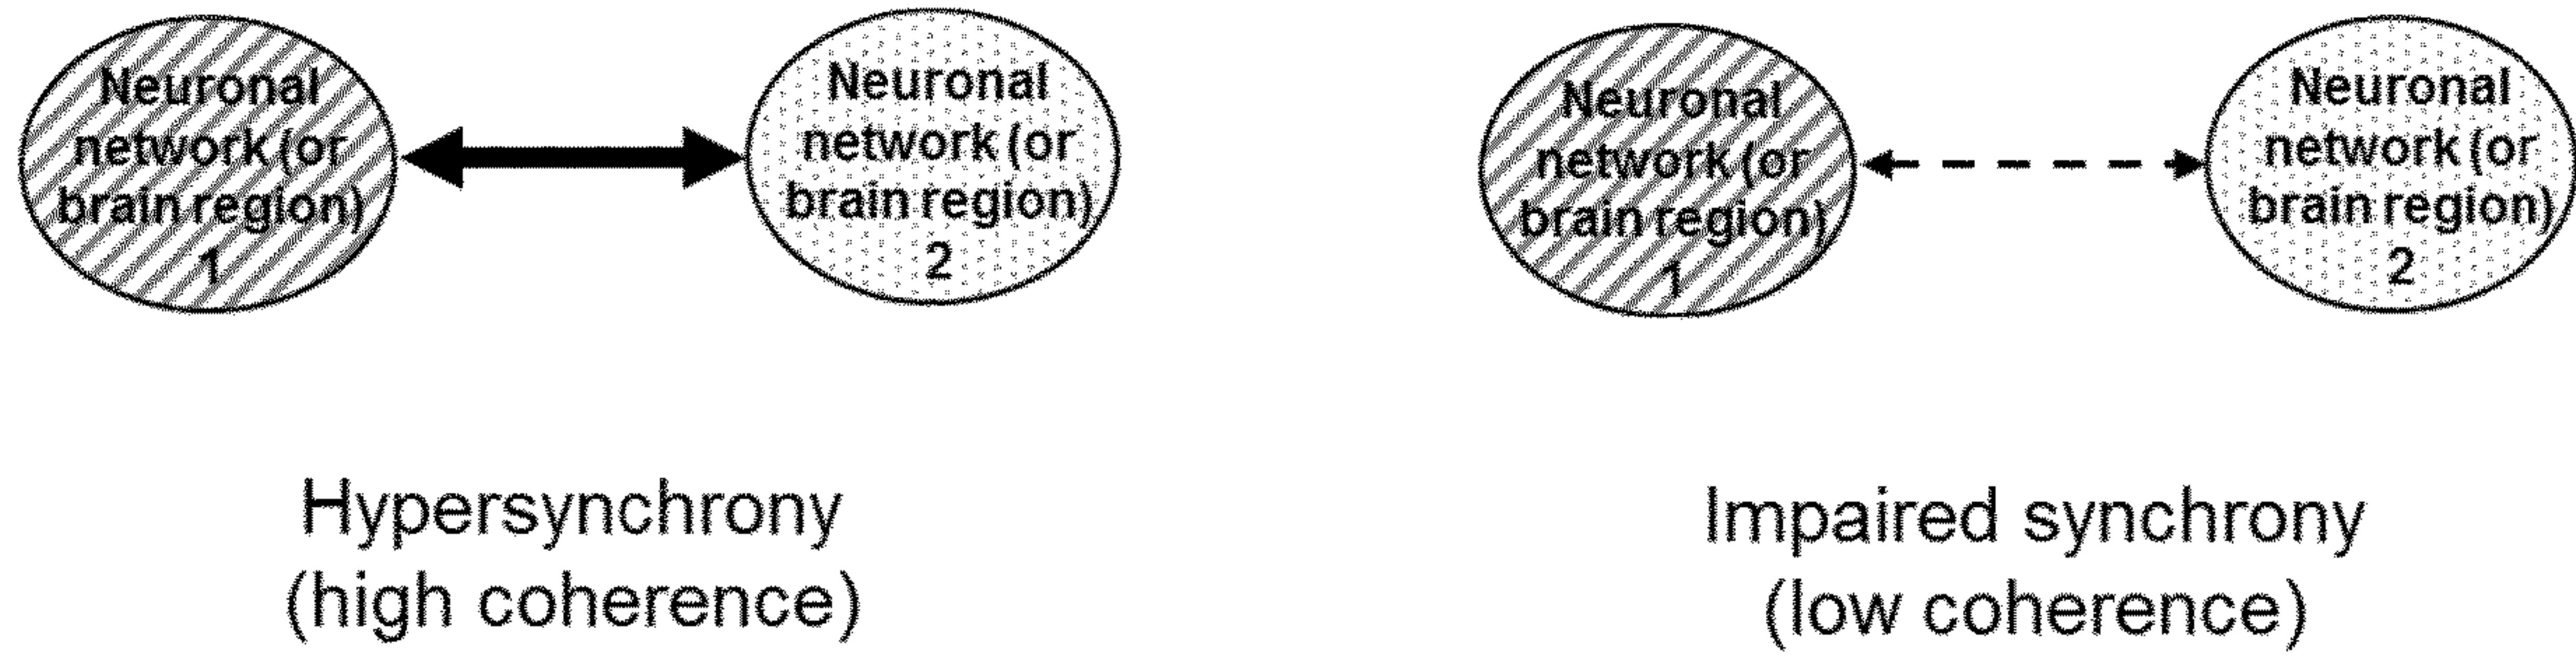 Neuronal
network (or
brain region)
1
Neuronal
network (or
brain region)
2
Hypersynchrony
(high coherence)
Neuronal
network (or
brain region)
1
Neuronal
network (or
brain region)
2
Impaired synchrony
(low coherence)